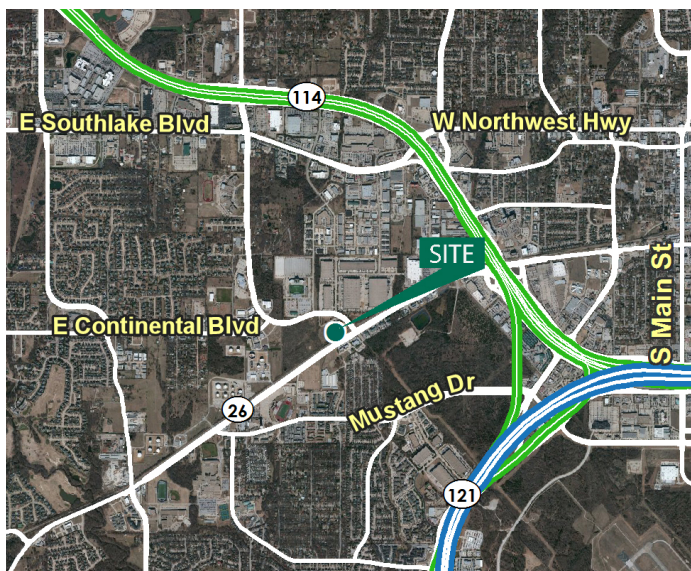 114
E Southlake Blvd
W Northwest Hwy
SITE
S Main St
E Continental Blvd
Mustang Dr
26
121